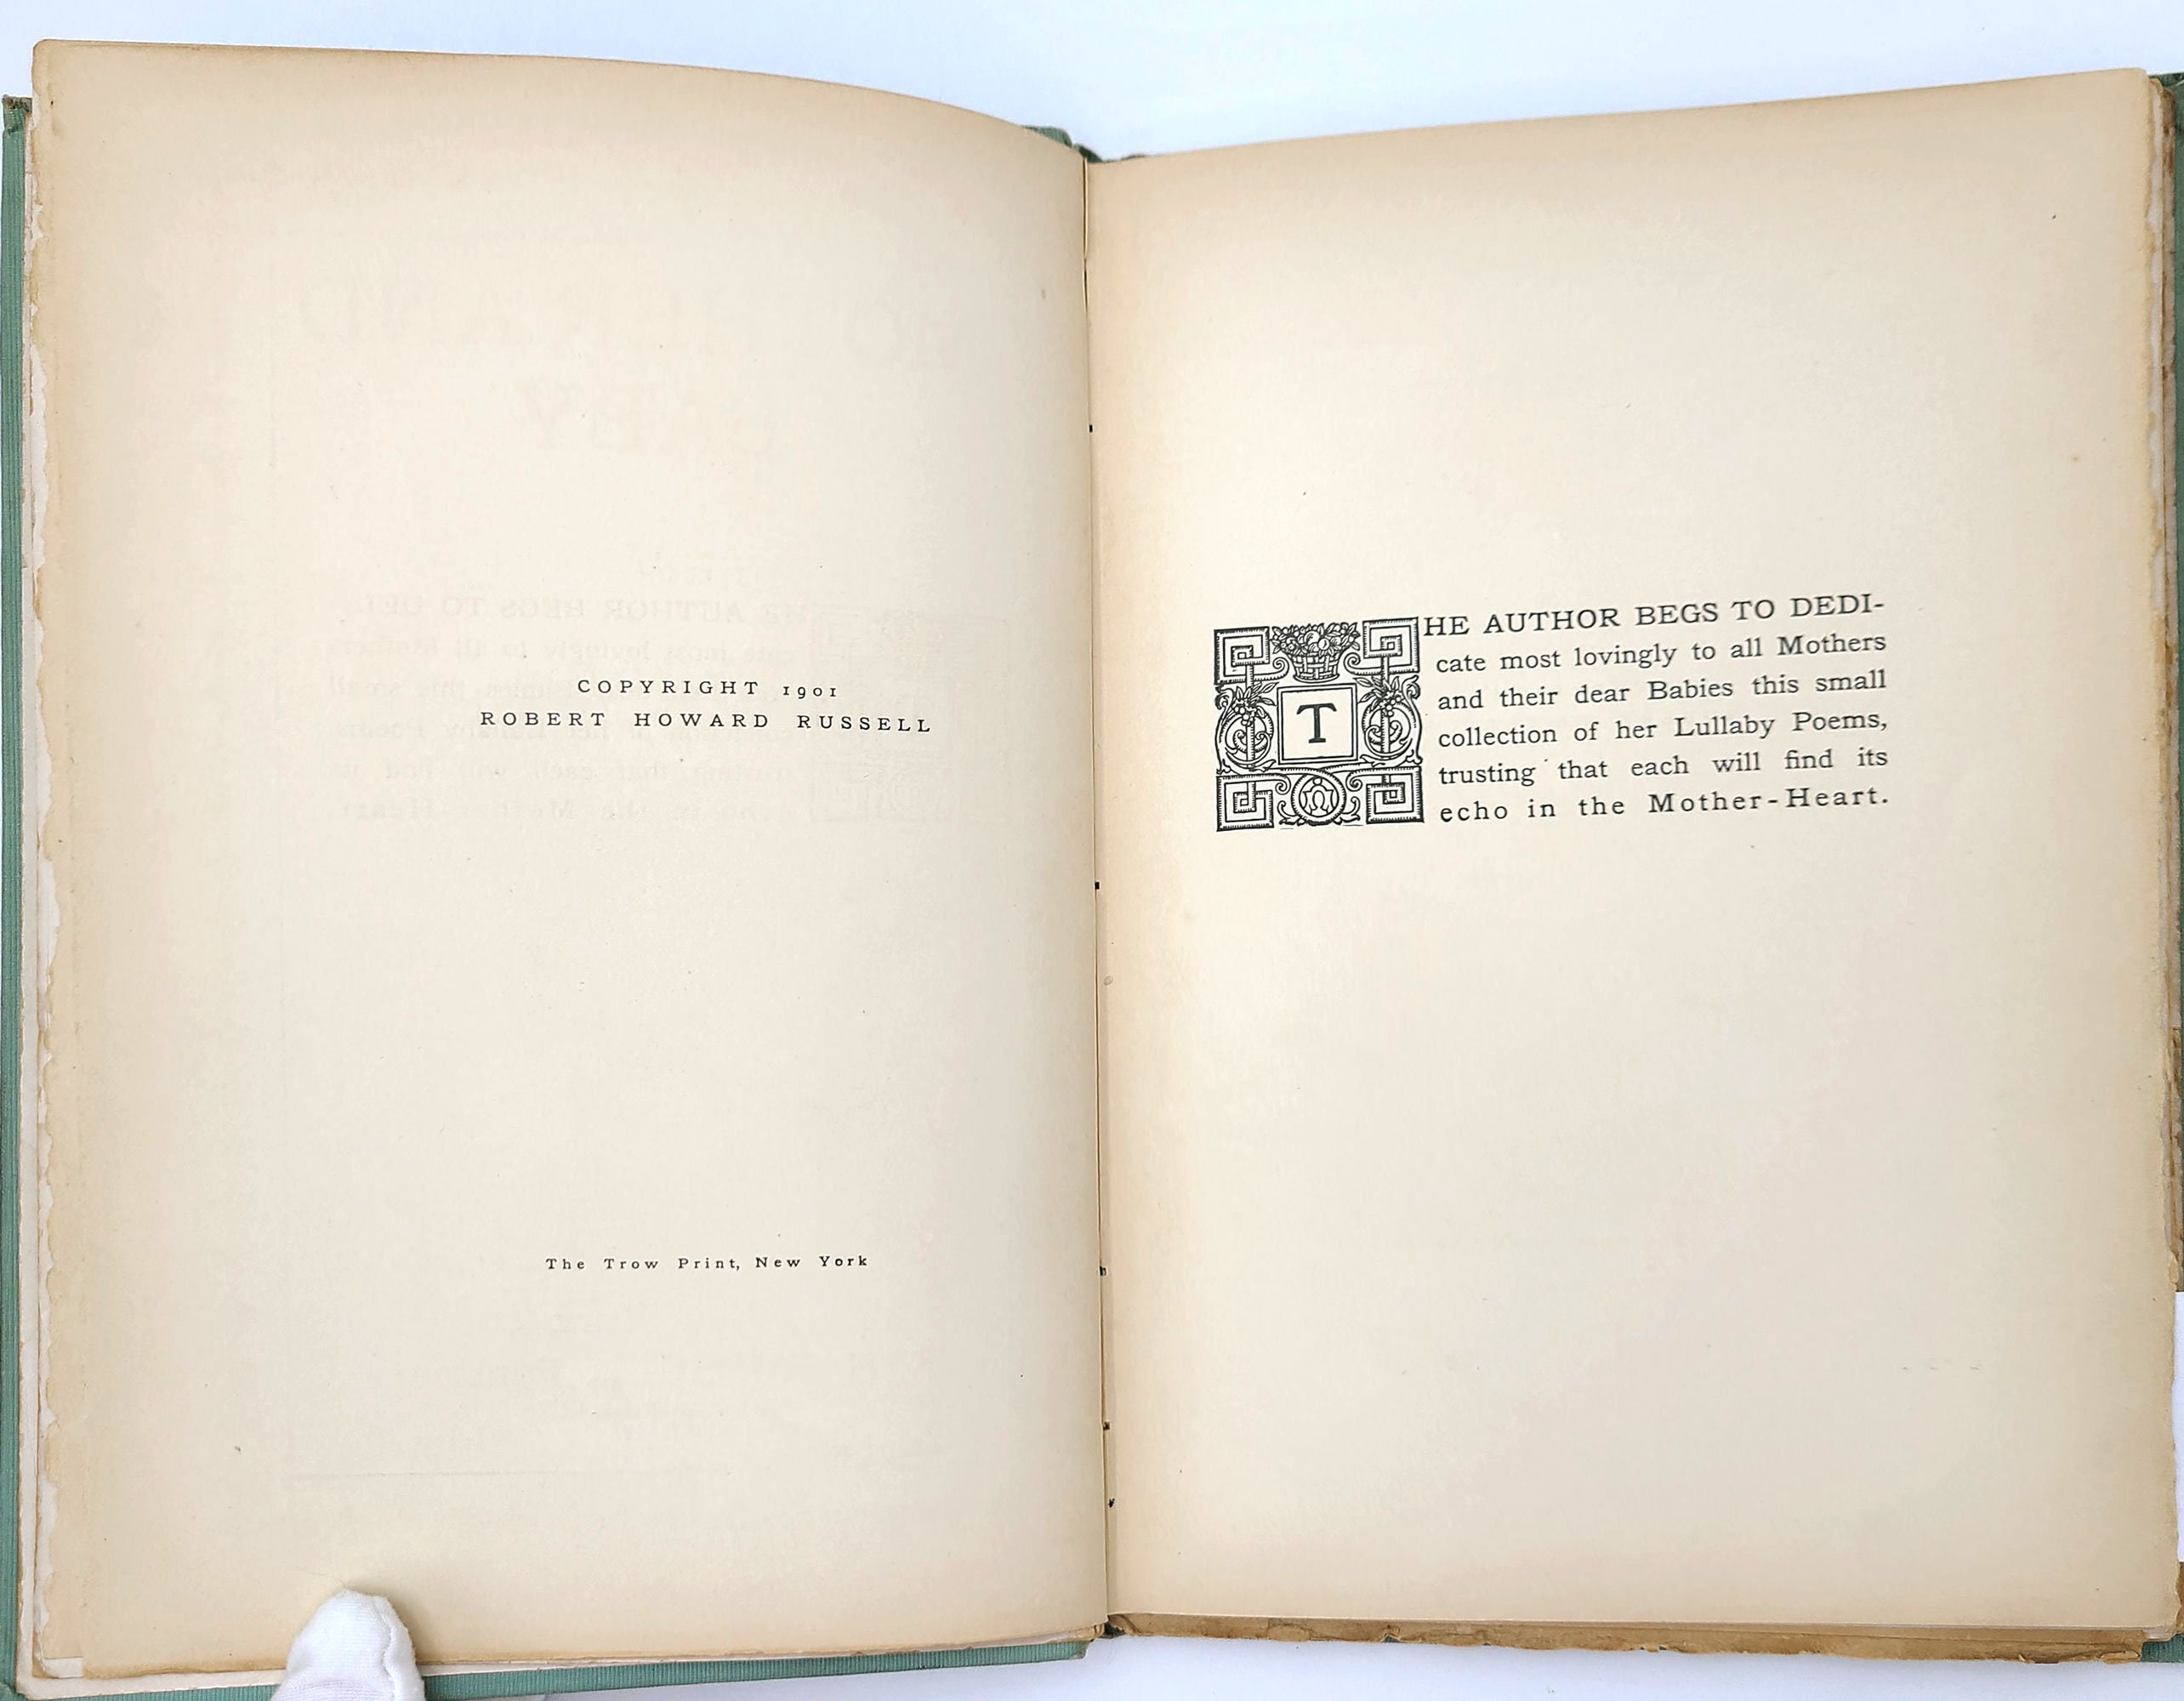 COPYRIGHT 1901
ROBERT HOWARD RUSSELL
The Trow Print, New York
THE AUTHOR BEGS TO DEDI-
cate most lovingly to all Mothers
and their dear Babies this small
collection of her Lullaby Poems,
trusting that each will find its
echo in the Mother-Heart.